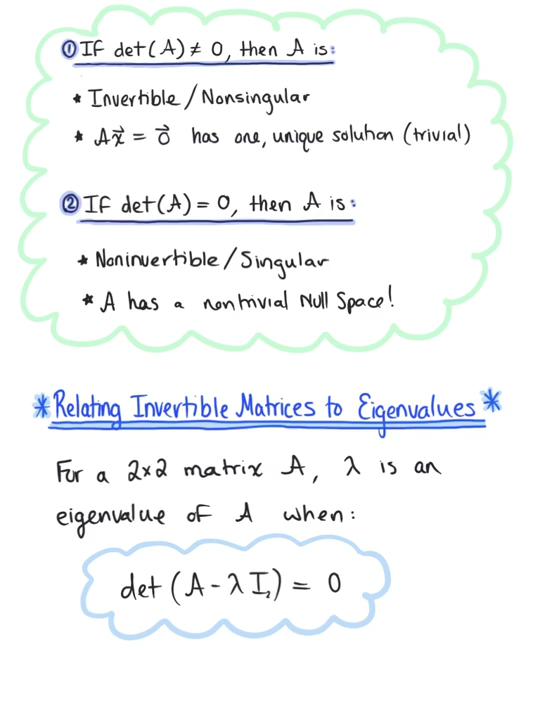 ① If det(A) ≠ 0, then A is:
* Invertible/Nonsingular
* Ax⃗ = 0⃗ has one, unique solution (trivial)
② If det(A) = 0, then A is:
* Noninvertible/Singular
* A has a nontrivial Null Space!
* Relating Invertible Matrices to Eigenvalues *
For a 2×2 matrix A, λ is an
eigenvalue of A when:
det (A - λI₂) = 0